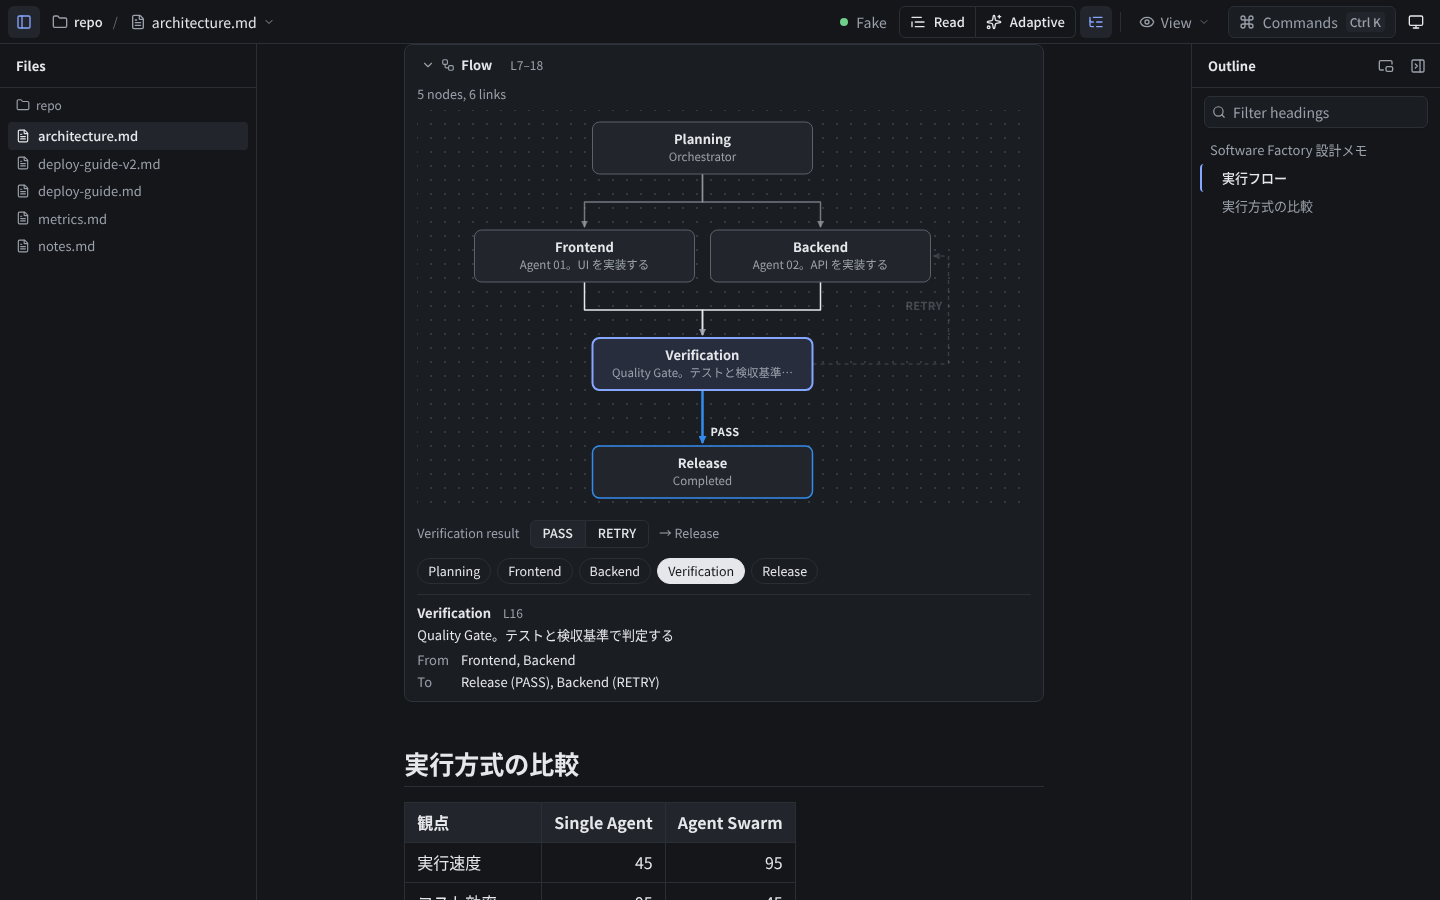 repo / architecture.md
Fake
Read
Adaptive
View
Commands Ctrl K
Files
repo
architecture.md
deploy-guide-v2.md
deploy-guide.md
metrics.md
notes.md
Flow L7–18
5 nodes, 6 links
Planning
Orchestrator
Frontend
Agent 01。UI を実装する
Backend
Agent 02。API を実装する
RETRY
Verification
Quality Gate。テストと検収基準…
PASS
Release
Completed
Verification result PASS RETRY → Release
Planning Frontend Backend Verification Release
Verification L16
Quality Gate。テストと検収基準で判定する
From Frontend, Backend
To Release (PASS), Backend (RETRY)
実行方式の比較
観点 Single Agent Agent Swarm
実行速度 45 95
Outline
Filter headings
Software Factory 設計メモ
実行フロー
実行方式の比較